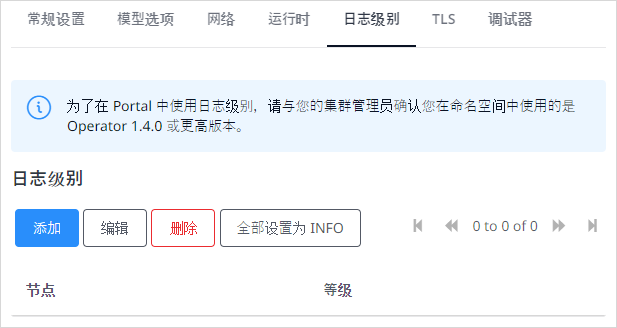 常规设置 模型选项 网络 运行时 日志级别 TLS 调试器
为了在 Portal 中使用日志级别，请与您的集群管理员确认您在命名空间中使用的是
Operator 1.4.0 或更高版本。
日志级别
添加 编辑 删除 全部设置为 INFO 0 to 0 of 0
节点 等级